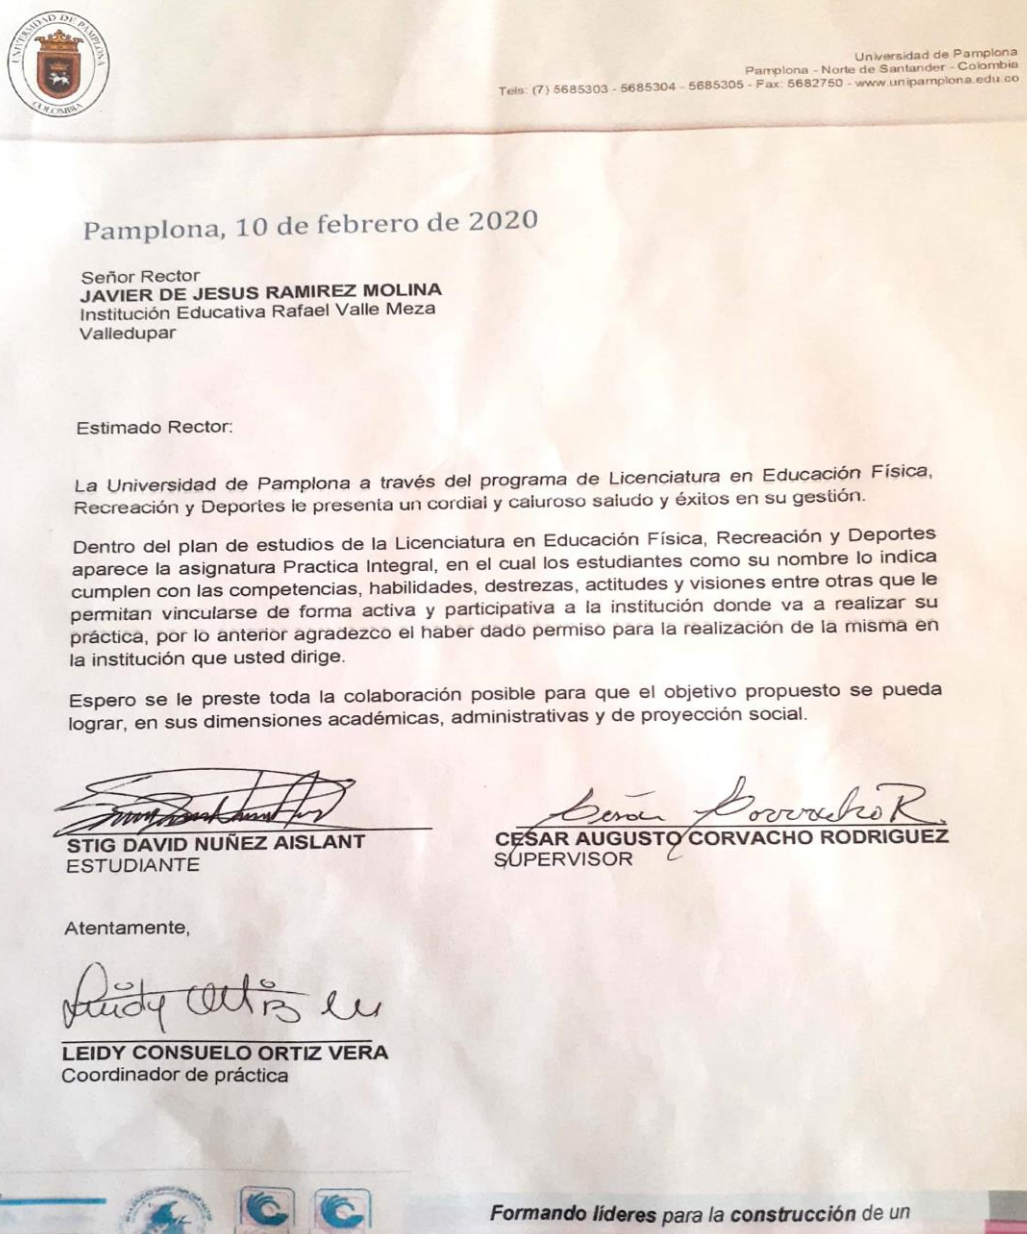 UNIVERSIDAD DE PAMPLONA
COLOMBIA
Universidad de Pamplona
Pamplona - Norte de Santander - Colombia
Tels: (7) 5685303 - 5685304 - 5685305 - Fax: 5682750 - www.unipamplona.edu.co
Pamplona, 10 de febrero de 2020
Señor Rector
JAVIER DE JESUS RAMIREZ MOLINA
Institución Educativa Rafael Valle Meza
Valledupar
Estimado Rector:
La Universidad de Pamplona a través del programa de Licenciatura en Educación Física,
Recreación y Deportes le presenta un cordial y caluroso saludo y éxitos en su gestión.
Dentro del plan de estudios de la Licenciatura en Educación Física, Recreación y Deportes
aparece la asignatura Practica Integral, en el cual los estudiantes como su nombre lo indica
cumplen con las competencias, habilidades, destrezas, actitudes y visiones entre otras que le
permitan vincularse de forma activa y participativa a la institución donde va a realizar su
práctica, por lo anterior agradezco el haber dado permiso para la realización de la misma en
la institución que usted dirige.
Espero se le preste toda la colaboración posible para que el objetivo propuesto se pueda
lograr, en sus dimensiones académicas, administrativas y de proyección social.
César Corvacho R.
STIG DAVID NUÑEZ AISLANT
CESAR AUGUSTO CORVACHO RODRIGUEZ
ESTUDIANTE
SUPERVISOR
Atentamente,
Leidy Ortiz
LEIDY CONSUELO ORTIZ VERA
Coordinador de práctica
Formando líderes para la construcción de un